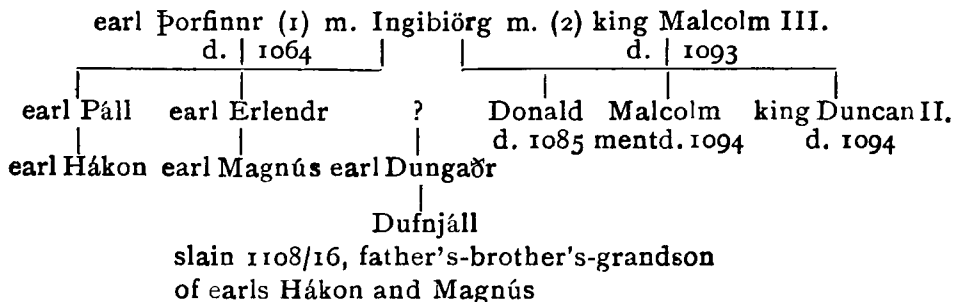 earl Þorfinnr (1) m. Ingibiörg m. (2) king Malcolm III.
d. 1064 d. 1093
earl Páll earl Erlendr ? Donald Malcolm king Duncan II.
d. 1085 mentd. 1094 d. 1094
earl Hákon earl Magnús earl Dungaðr
Dufnjáll
slain 1108/16, father's-brother's-grandson
of earls Hákon and Magnús